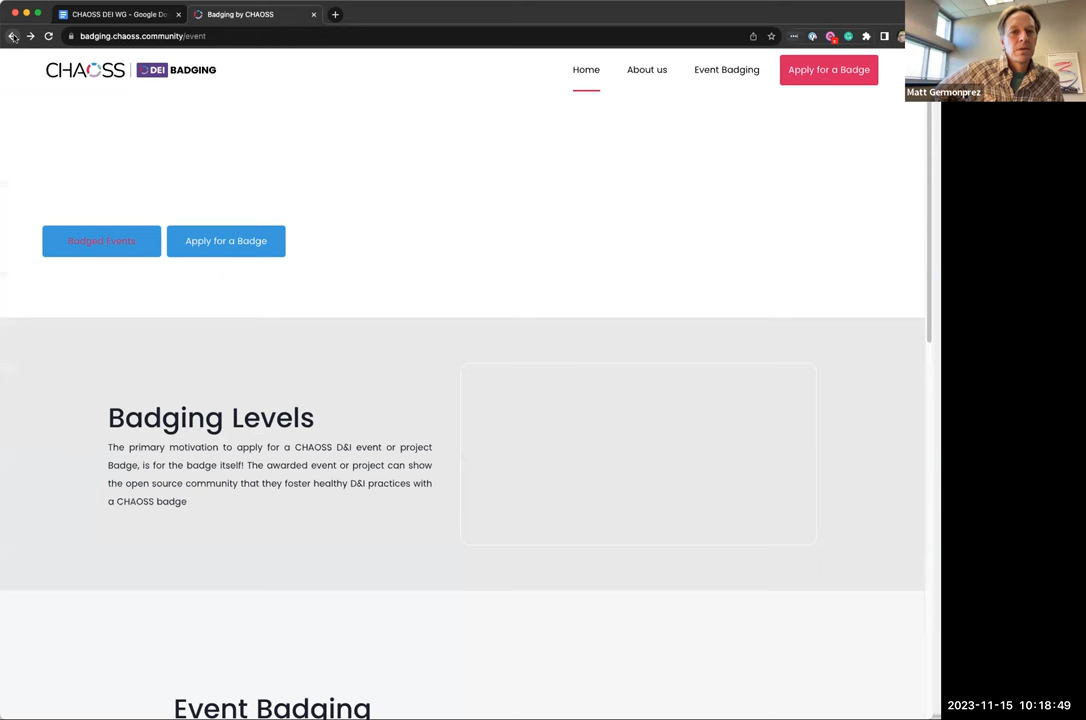 CHAOSS DEI WG - Google Do
Badging by CHAOSS
badging.chaoss.community/event
CHAOSS | DEI BADGING
Home
About us
Event Badging
Apply for a Badge
Matt Germonprez
Badged Events
Apply for a Badge
Badging Levels
The primary motivation to apply for a CHAOSS D&I event or project
Badge, is for the badge itself! The awarded event or project can show
the open source community that they foster healthy D&I practices with
a CHAOSS badge
Event Badging
2023-11-15 10:18:49